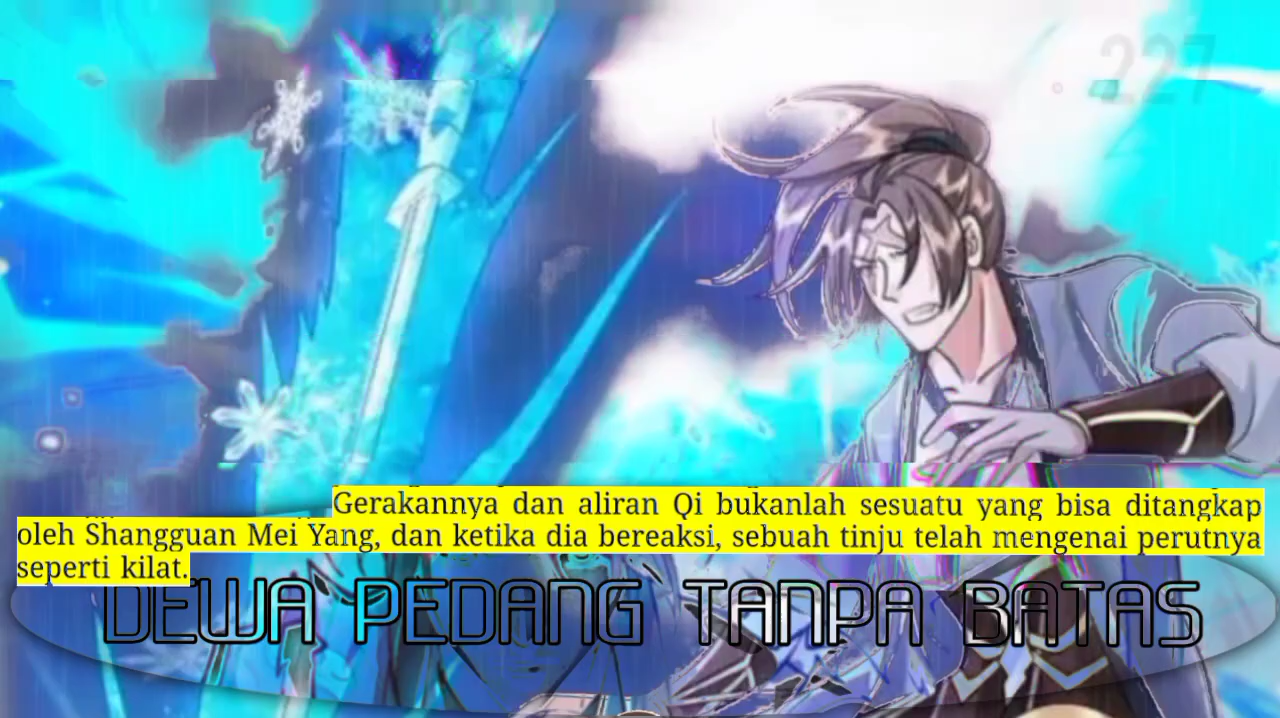 227
Gerakannya dan aliran Qi bukanlah sesuatu yang bisa ditangkap
oleh Shangguan Mei Yang, dan ketika dia bereaksi, sebuah tinju telah mengenai perutnya
seperti kilat.
DEWA PEDANG TANPA BATAS